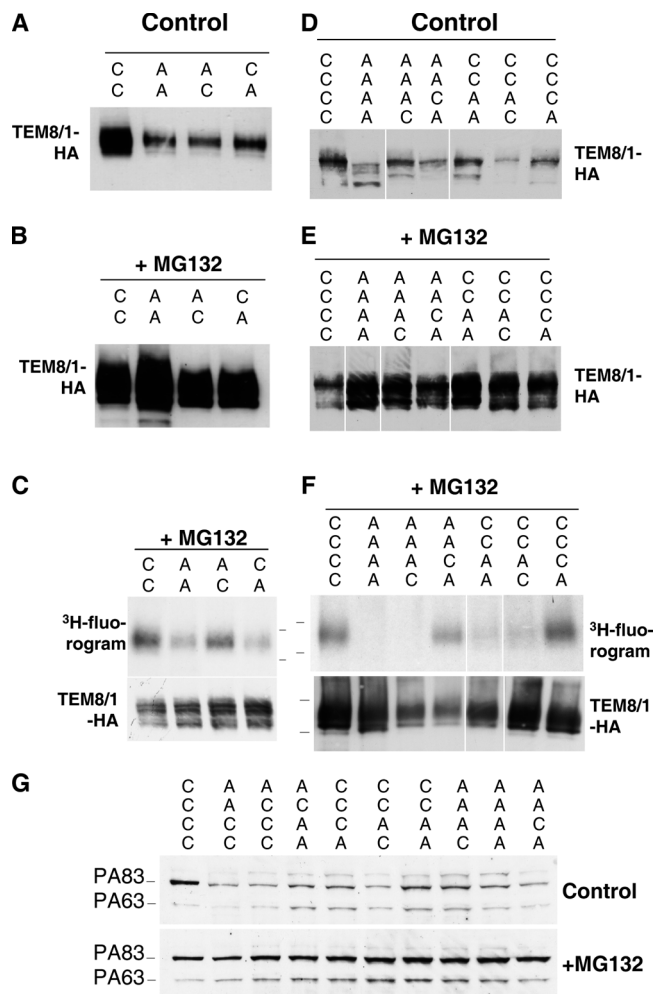 A
Control
C A A C
C A C A
TEM8/1-
HA
B
+ MG132
C A A C
C A C A
TEM8/1-
HA
C
+ MG132
C A A C
C A C A
³H-fluo-
rogram
TEM8/1
-HA
D
Control
C A A A C C C
C A A A C C C
C A A C A A C
C A C A A C A
TEM8/1-
HA
E
+ MG132
C A A A C C C
C A A A C C C
C A A C A A C
C A C A A C A
TEM8/1-
HA
F
+ MG132
C A A A C C C
C A A A C C C
C A A C A A C
C A C A A C A
³H-fluo-
rogram
TEM8/1
-HA
G
C A A A C C C A A A
C A C C C C C A A A
C C C A C A A A A C
C C C A A C A C A A
PA83
PA63
Control
PA83
PA63
+MG132